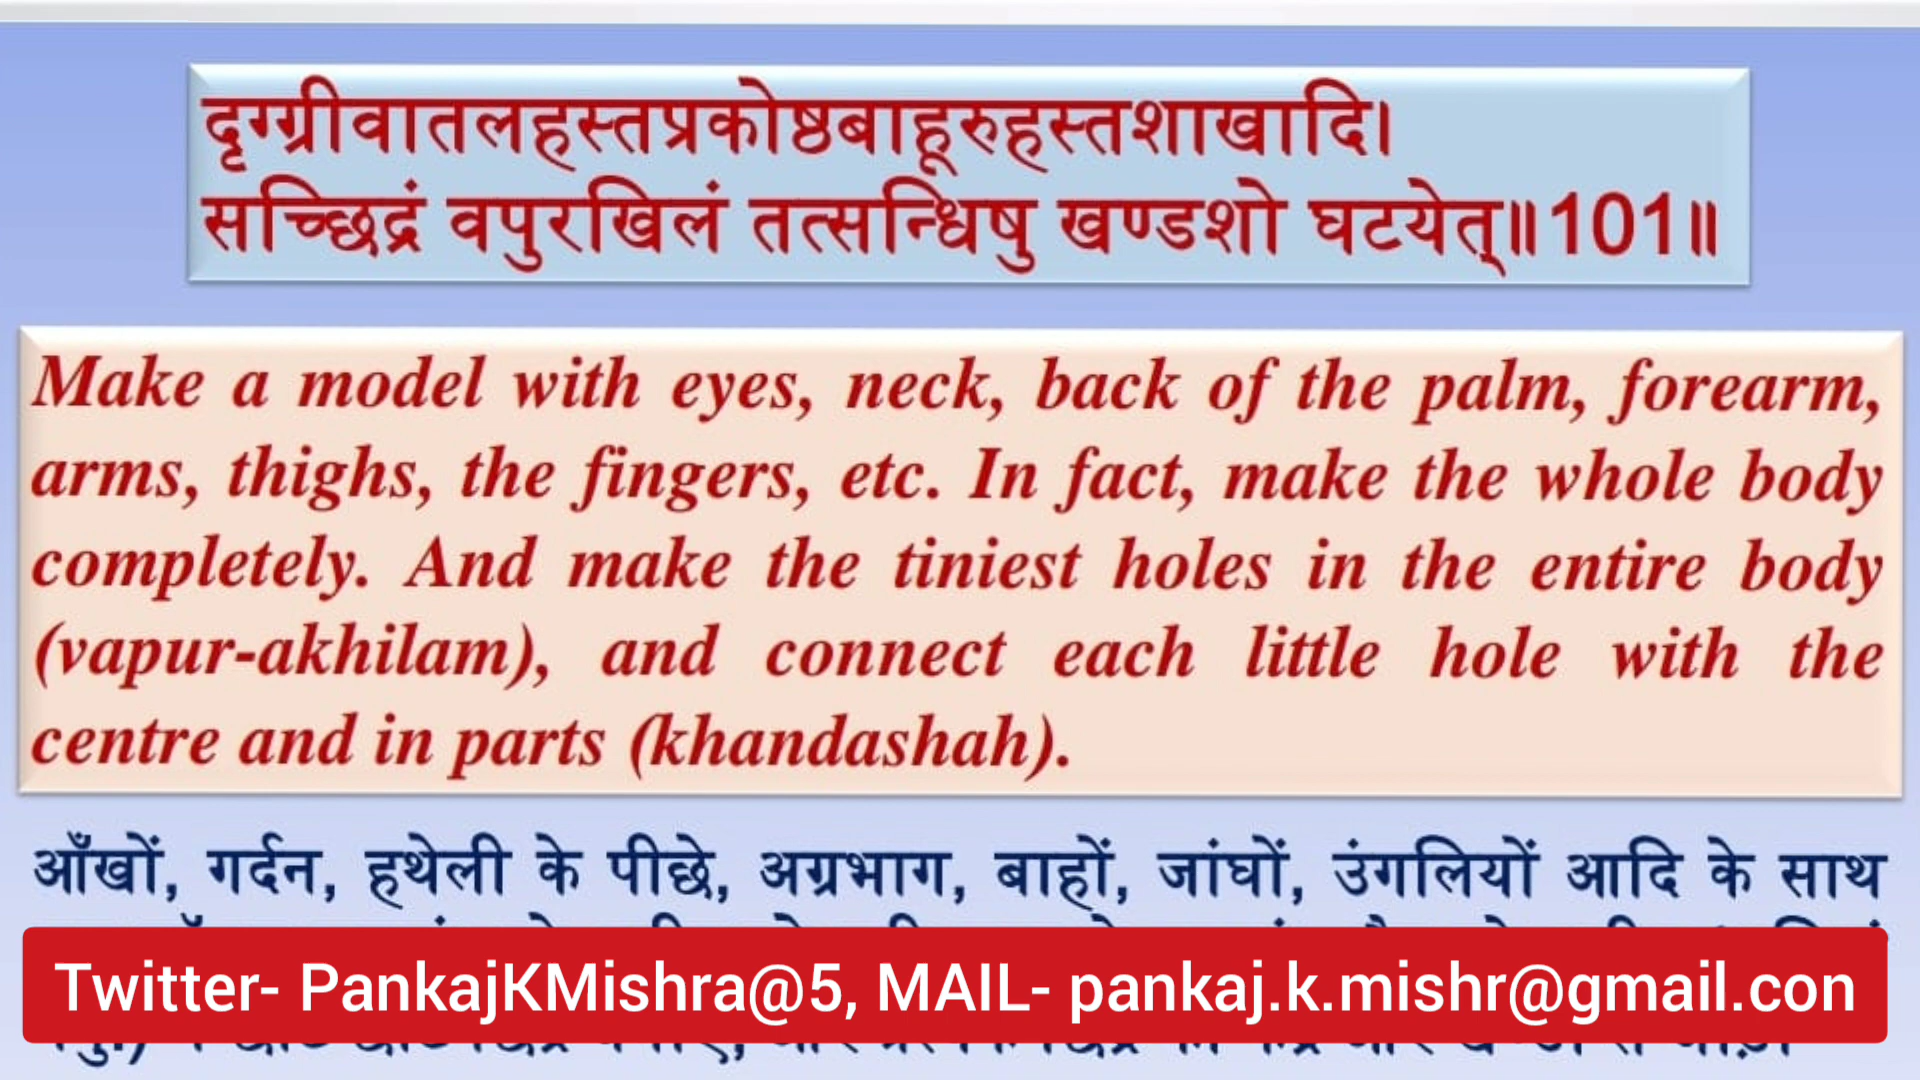 दृग्ग्रीवातलहस्तप्रकोष्ठबाहूरुहस्तशाखादि।
सच्छिद्रं वपुरखिलं तत्सन्धिषु खण्डशो घटयेत्॥101॥
Make a model with eyes, neck, back of the palm, forearm,
arms, thighs, the fingers, etc. In fact, make the whole body
completely. And make the tiniest holes in the entire body
(vapur-akhilam), and connect each little hole with the
centre and in parts (khandashah).
आँखों, गर्दन, हथेली के पीछे, अग्रभाग, बाहों, जांघों, उंगलियों आदि के साथ
Twitter- PankajKMishra@5, MAIL- pankaj.k.mishr@gmail.con